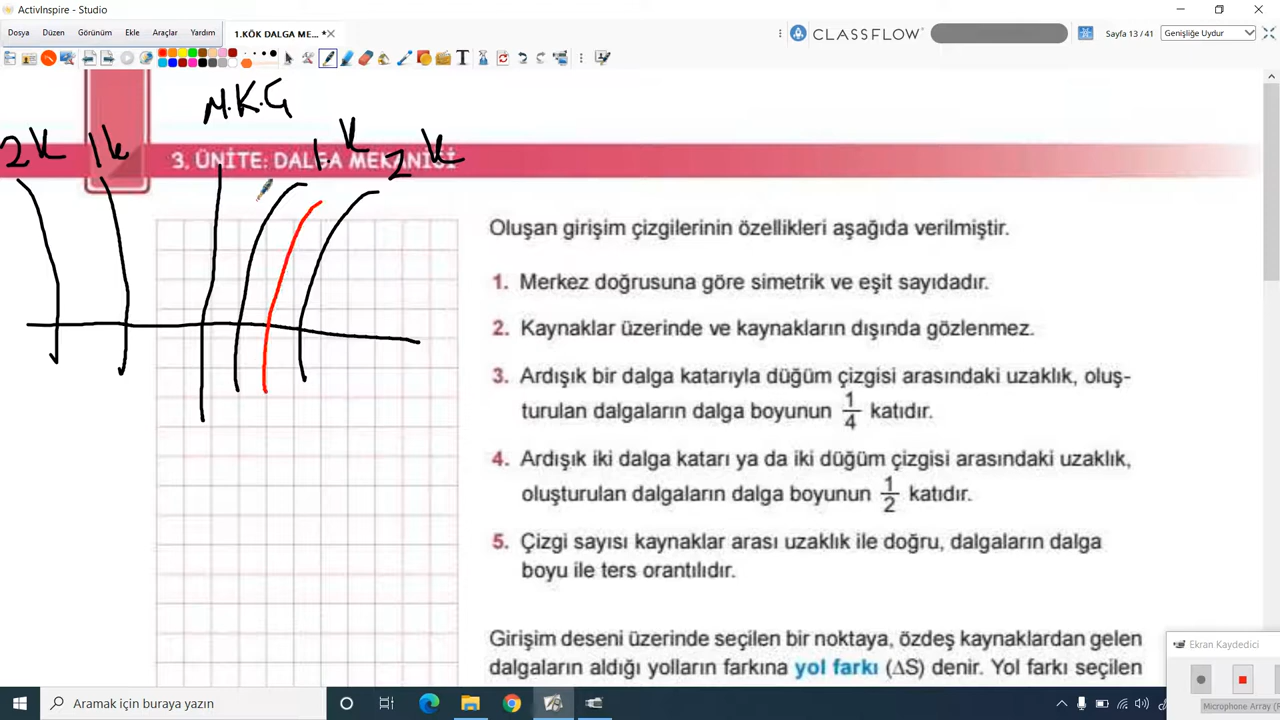 ActivInspire - Studio
Dosya Düzen Görünüm Ekle Araçlar Yardım
1.KÖK DALGA ME... *
CLASSFLOW
Sayfa 13 / 41
Genişliğe Uydur
M.K.G
2K 1k 1.K 2K
3. ÜNİTE: DALGA MEKANİĞİ
Oluşan girişim çizgilerinin özellikleri aşağıda verilmiştir.
1. Merkez doğrusuna göre simetrik ve eşit sayıdadır.
2. Kaynaklar üzerinde ve kaynakların dışında gözlenmez.
3. Ardışık bir dalga katarıyla düğüm çizgisi arasındaki uzaklık, oluş-
turulan dalgaların dalga boyunun 1/4 katıdır.
4. Ardışık iki dalga katarı ya da iki düğüm çizgisi arasındaki uzaklık,
oluşturulan dalgaların dalga boyunun 1/2 katıdır.
5. Çizgi sayısı kaynaklar arası uzaklık ile doğru, dalgaların dalga
boyu ile ters orantılıdır.
Girişim deseni üzerinde seçilen bir noktaya, özdeş kaynaklardan gelen
dalgaların aldığı yolların farkına yol farkı (ΔS) denir. Yol farkı seçilen
Ekran Kaydedici
Microphone Array (F
Aramak için buraya yazın